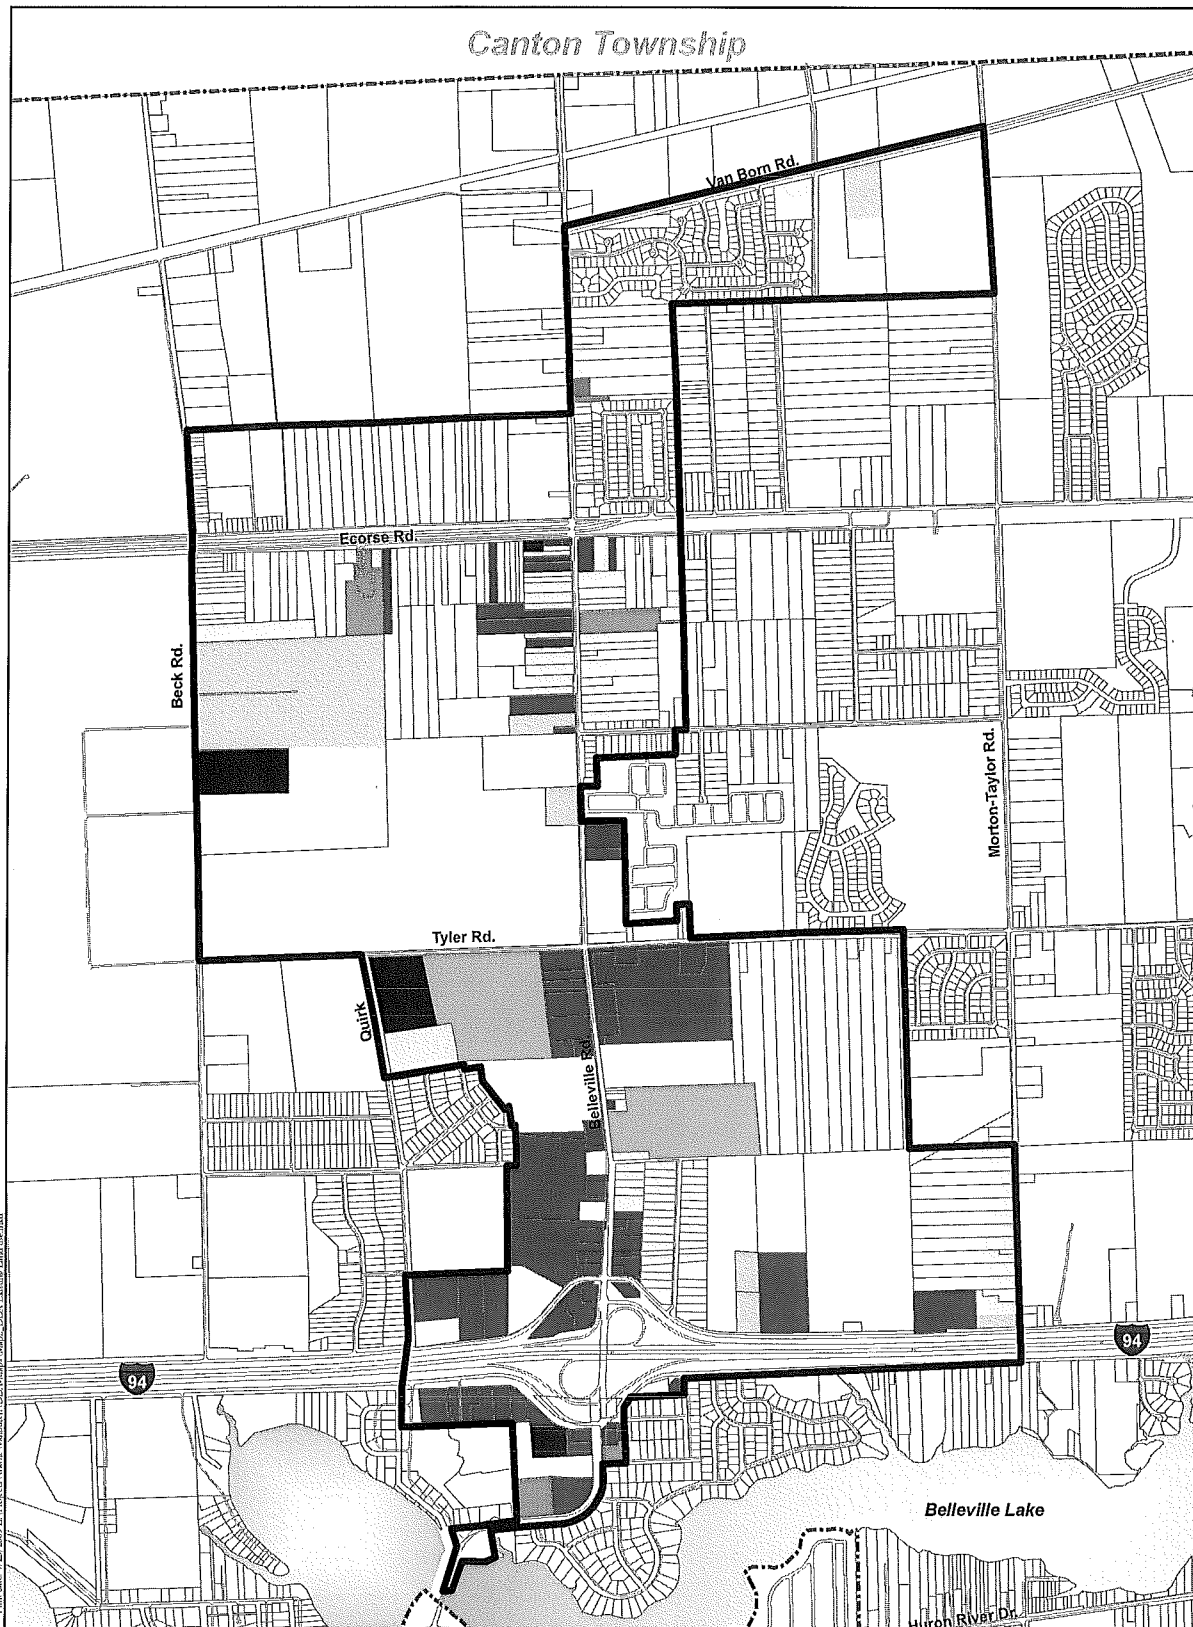 Canton Township
Van Born Rd.
Ecorse Rd.
Beck Rd.
Morton-Taylor Rd.
Tyler Rd.
Quirk
Belleville Rd.
94
94
Belleville Lake
Huron River Dr.